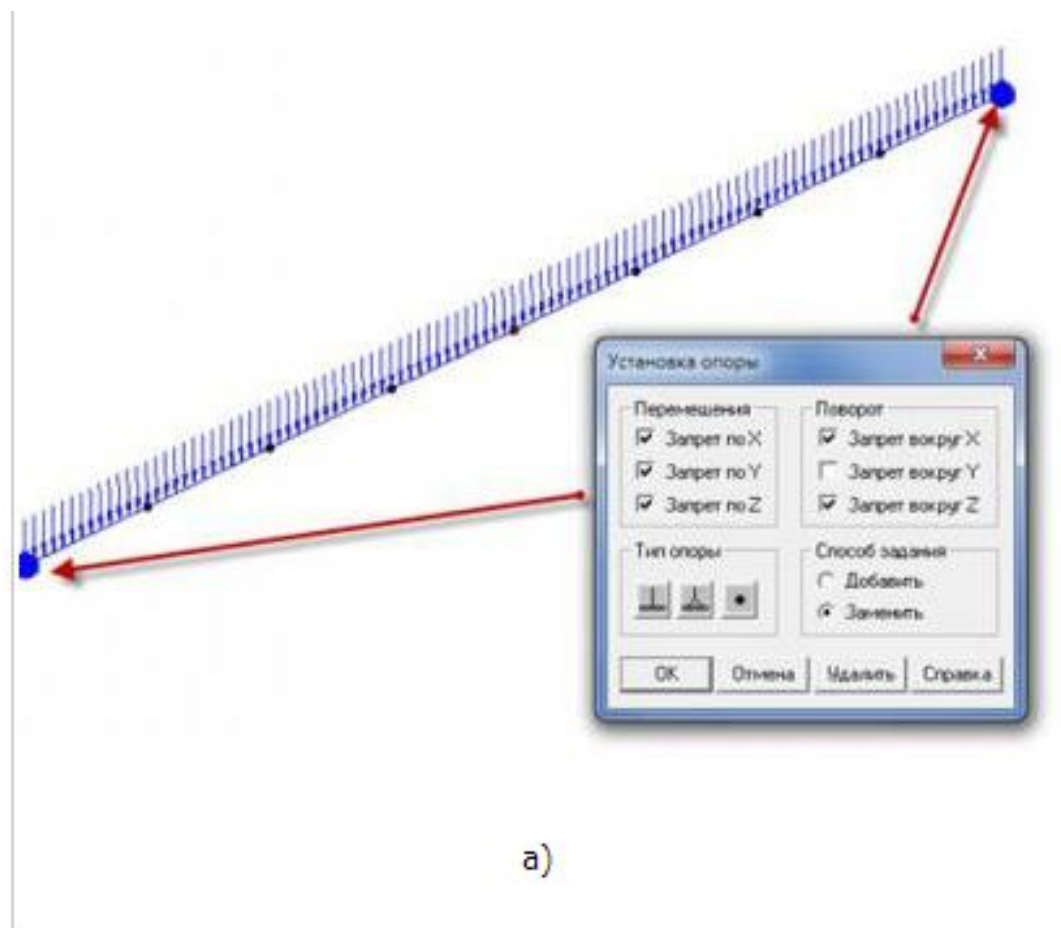 Установка опоры
Перемешения
Запрет по X
Запрет по Y
Запрет по Z
Поворот
Запрет вокруг X
Запрет вокруг Y
Запрет вокруг Z
Тип опоры
Способ задания
Добавить
Заменить
OK Отмена Удалить Справка
а)